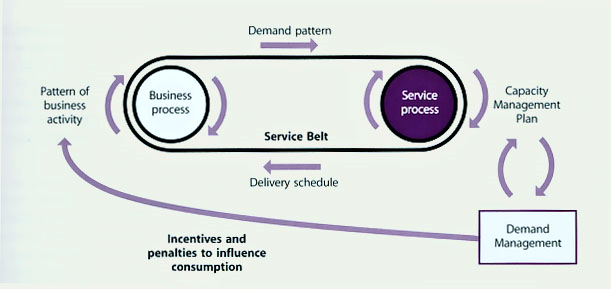 Demand pattern
Pattern of
business
activity
Business
process
Service
process
Capacity
Management
Plan
Service Belt
Delivery schedule
Incentives and
penalties to influence
consumption
Demand
Management